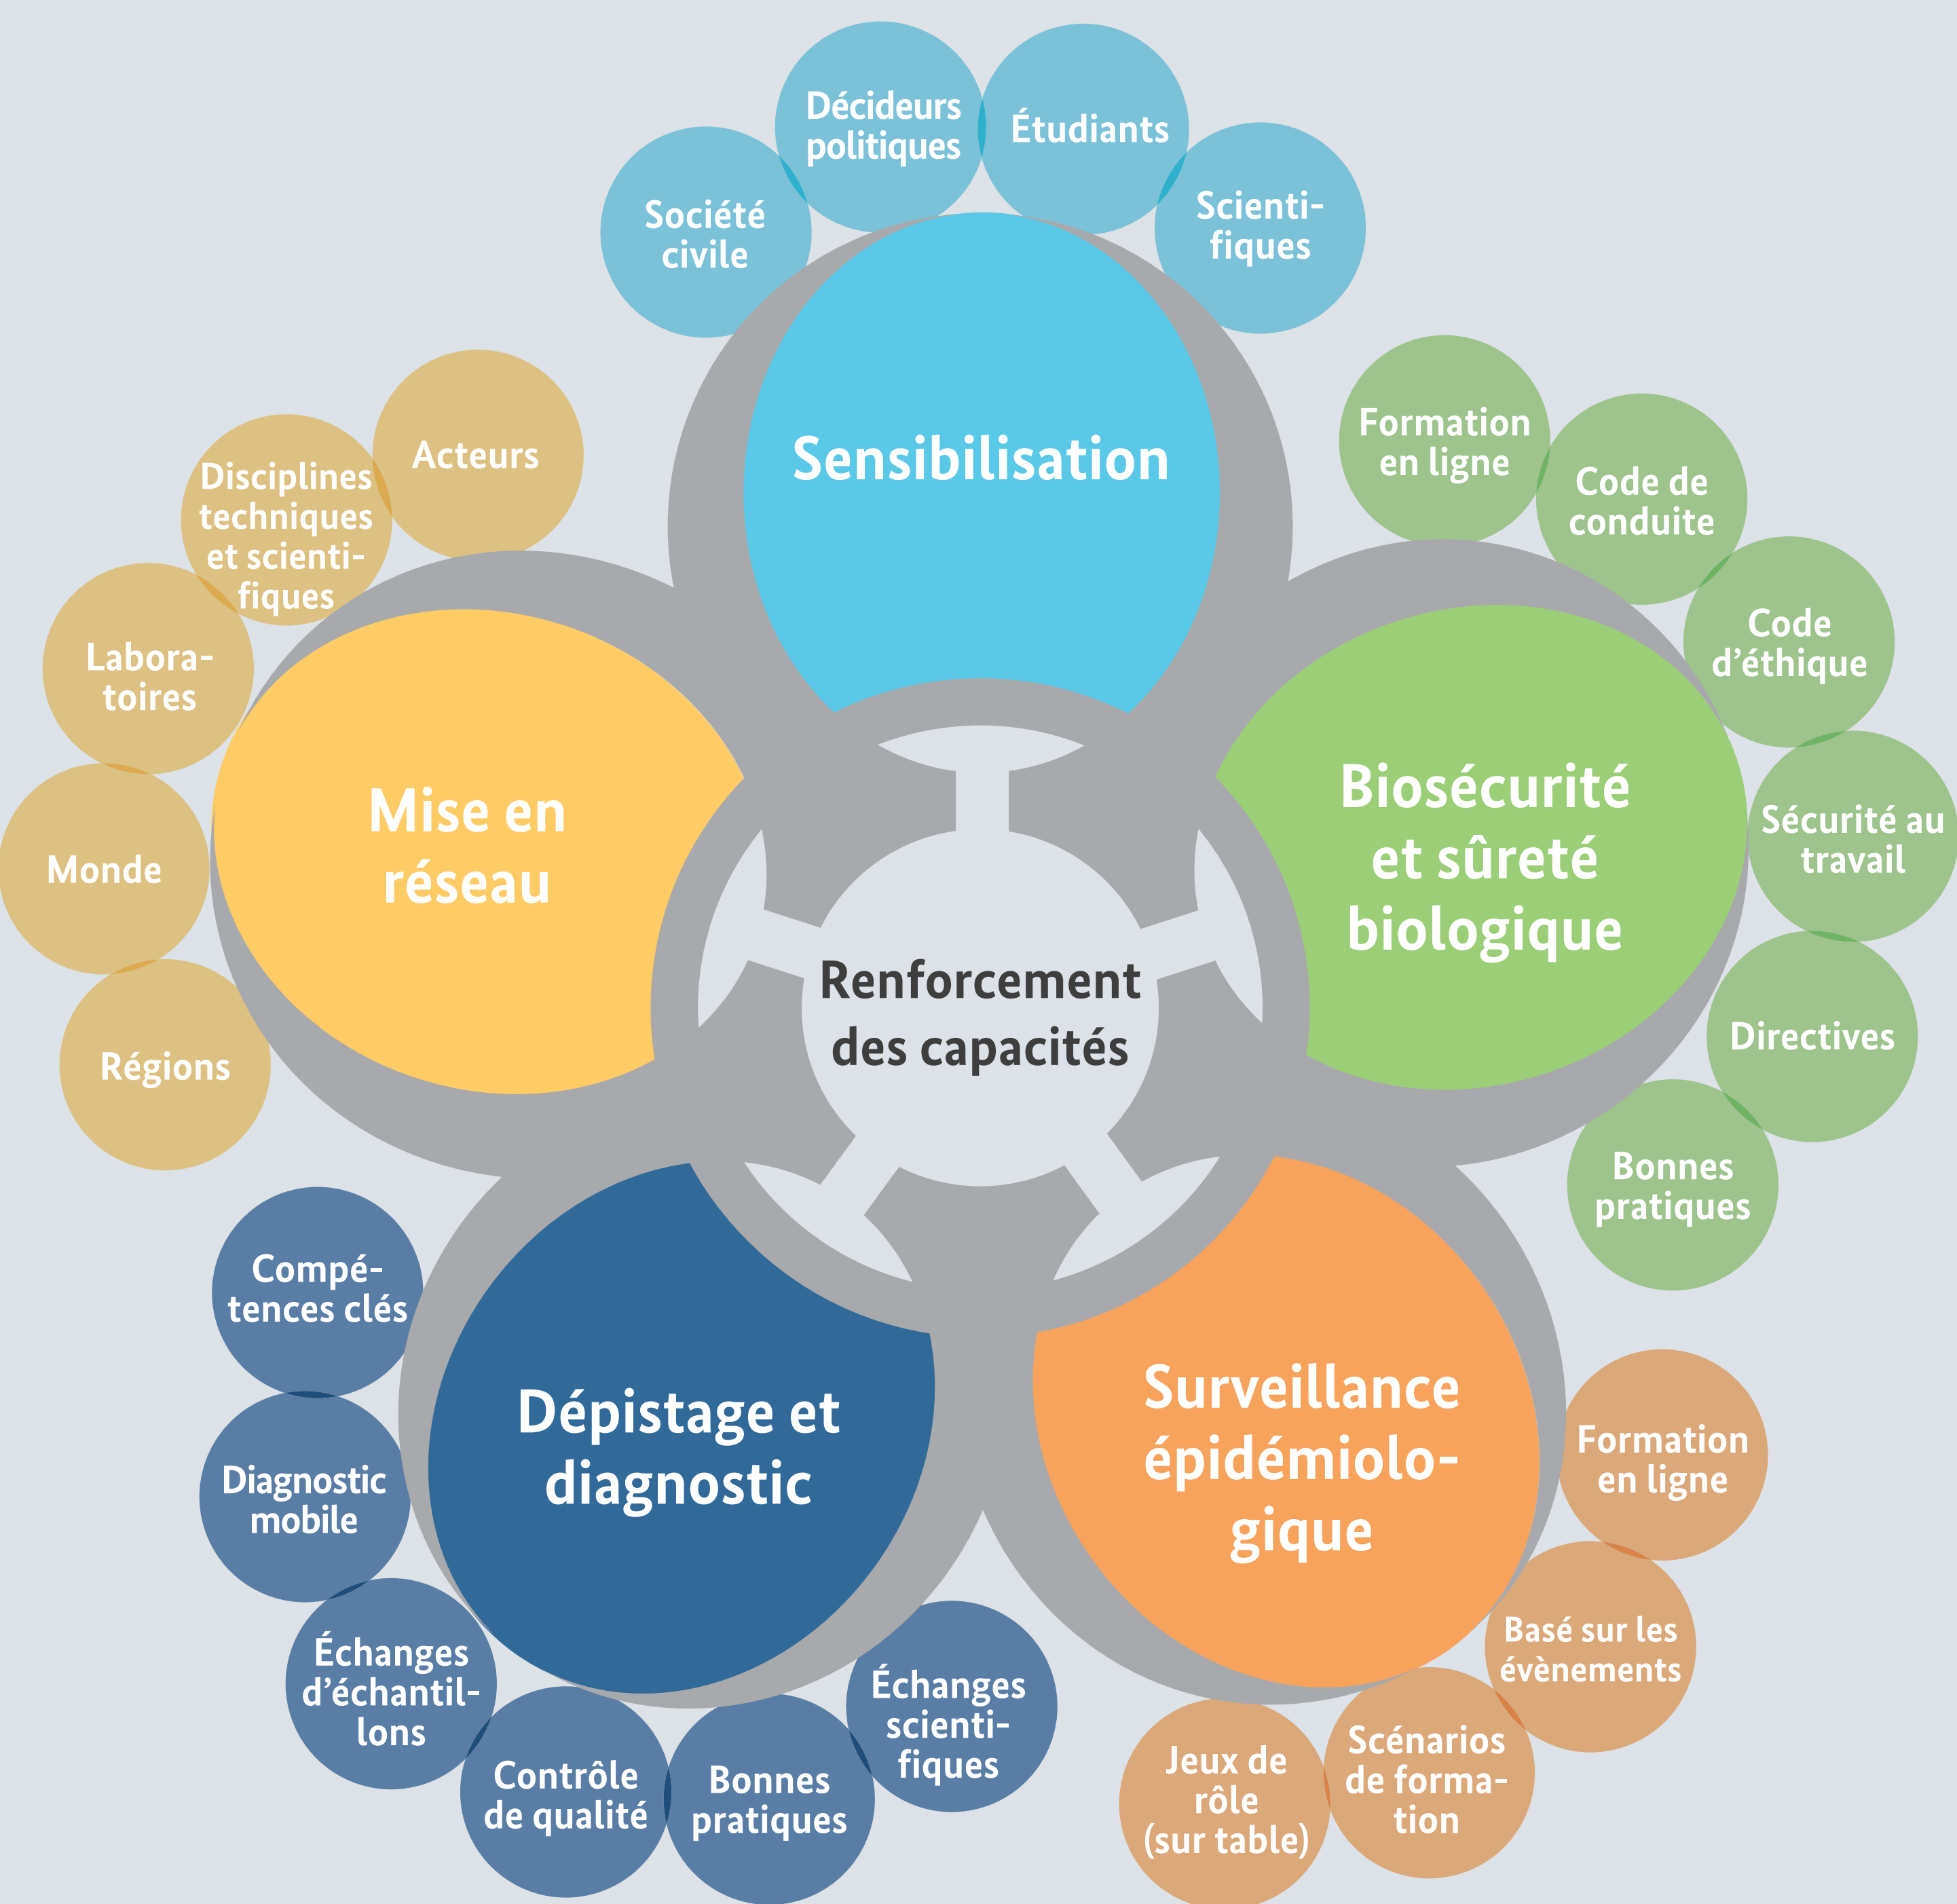 Décideurs
politiques
Étudiants
Société
civile
Scienti-
fiques
Sensibilisation
Formation
en ligne
Code de
conduite
Code
d'éthique
Sécurité au
travail
Directives
Bonnes
pratiques
Biosécurité
et sûreté
biologique
Acteurs
Disciplines
techniques
et scienti-
fiques
Labora-
toires
Monde
Régions
Mise en
réseau
Renforcement
des capacités
Compé-
tences clés
Diagnostic
mobile
Échanges
d'échantil-
lons
Contrôle
de qualité
Bonnes
pratiques
Échanges
scienti-
fiques
Dépistage et
diagnostic
Surveillance
épidémiolo-
gique
Formation
en ligne
Basé sur les
évènements
Scénarios
de forma-
tion
Jeux de
rôle
(sur table)